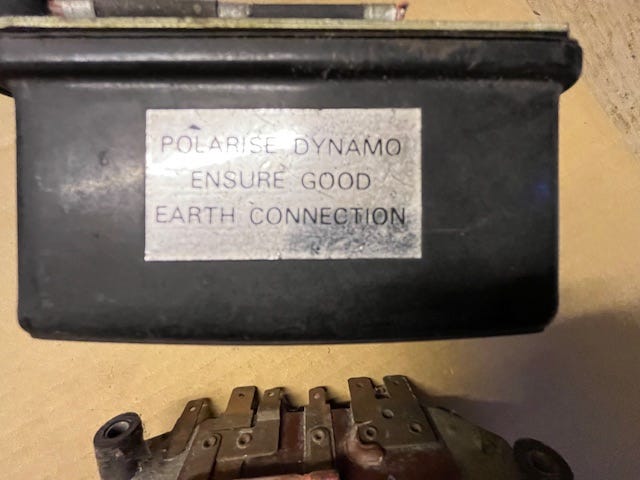 POLARISE DYNAMO
ENSURE GOOD
EARTH CONNECTION